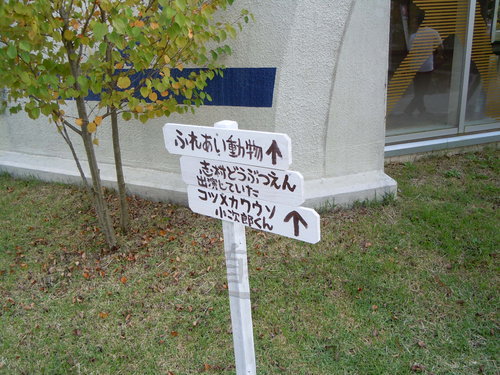 ふれあい動物↑
志村どうぶつえん
出演していた
コツメカワウソ
小次郎くん↑